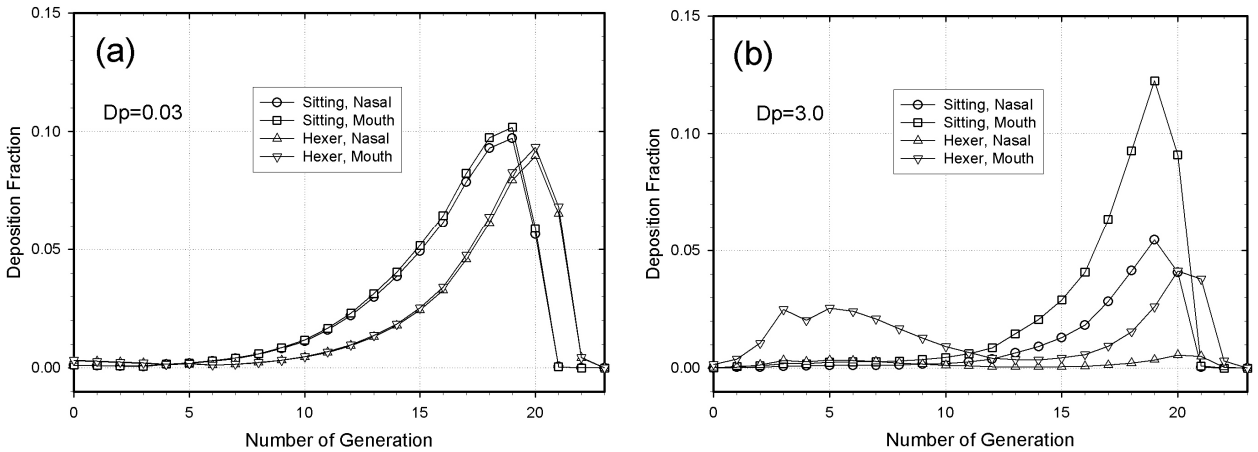 (a)
Dp=0.03
Sitting, Nasal
Sitting, Mouth
Hexer, Nasal
Hexer, Mouth
Deposition Fraction
0.15
0.10
0.05
0.00
0 5 10 15 20
Number of Generation
(b)
Dp=3.0
Sitting, Nasal
Sitting, Mouth
Hexer, Nasal
Hexer, Mouth
Deposition Fraction
0.15
0.10
0.05
0.00
0 5 10 15 20
Number of Generation